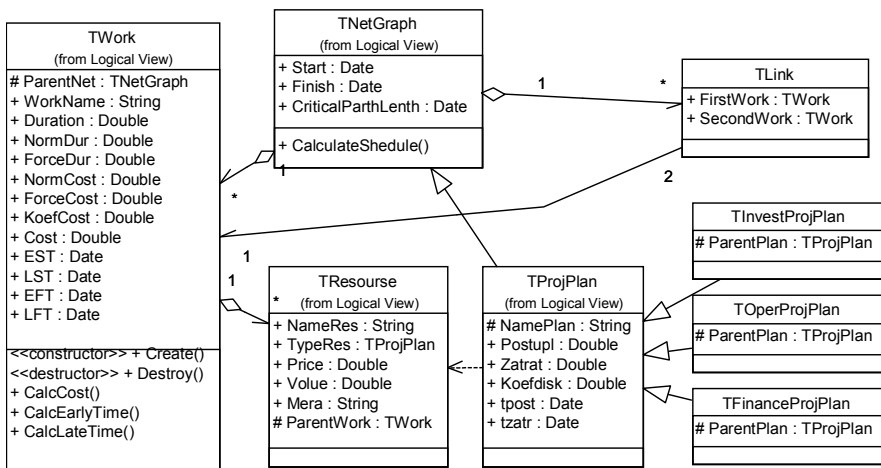 TWork
(from Logical View)
# ParentNet : TNetGraph
+ WorkName : String
+ Duration : Double
+ NormDur : Double
+ ForceDur : Double
+ NormCost : Double
+ ForceCost : Double
+ KoefCost : Double
+ Cost : Double
+ EST : Date
+ LST : Date
+ EFT : Date
+ LFT : Date
<<constructor>> + Create()
<<destructor>> + Destroy()
+ CalcCost()
+ CalcEarlyTime()
+ CalcLateTime()
TNetGraph
(from Logical View)
+ Start : Date
+ Finish : Date
+ CriticalParthLenth : Date
+ CalculateShedule()
1
*
1
*
TLink
+ FirstWork : TWork
+ SecondWork : TWork
2
1
1
*
TResourse
(from Logical View)
+ NameRes : String
+ TypeRes : TProjPlan
+ Price : Double
+ Volue : Double
+ Mera : String
# ParentWork : TWork
TProjPlan
(from Logical View)
# NamePlan : String
+ Postupl : Double
+ Zatrat : Double
+ Koefdisk : Double
+ tpost : Date
+ tzatr : Date
TInvestProjPlan
# ParentPlan : TProjPlan
TOperProjPlan
# ParentPlan : TProjPlan
TFinanceProjPlan
# ParentPlan : TProjPlan